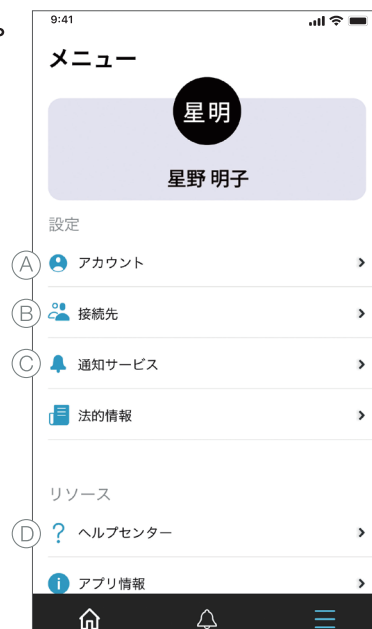 。
9:41
メニュー
星明
星野 明子
設定
A アカウント
B 接続先
C 通知サービス
法的情報
リソース
D ヘルプセンター
アプリ情報